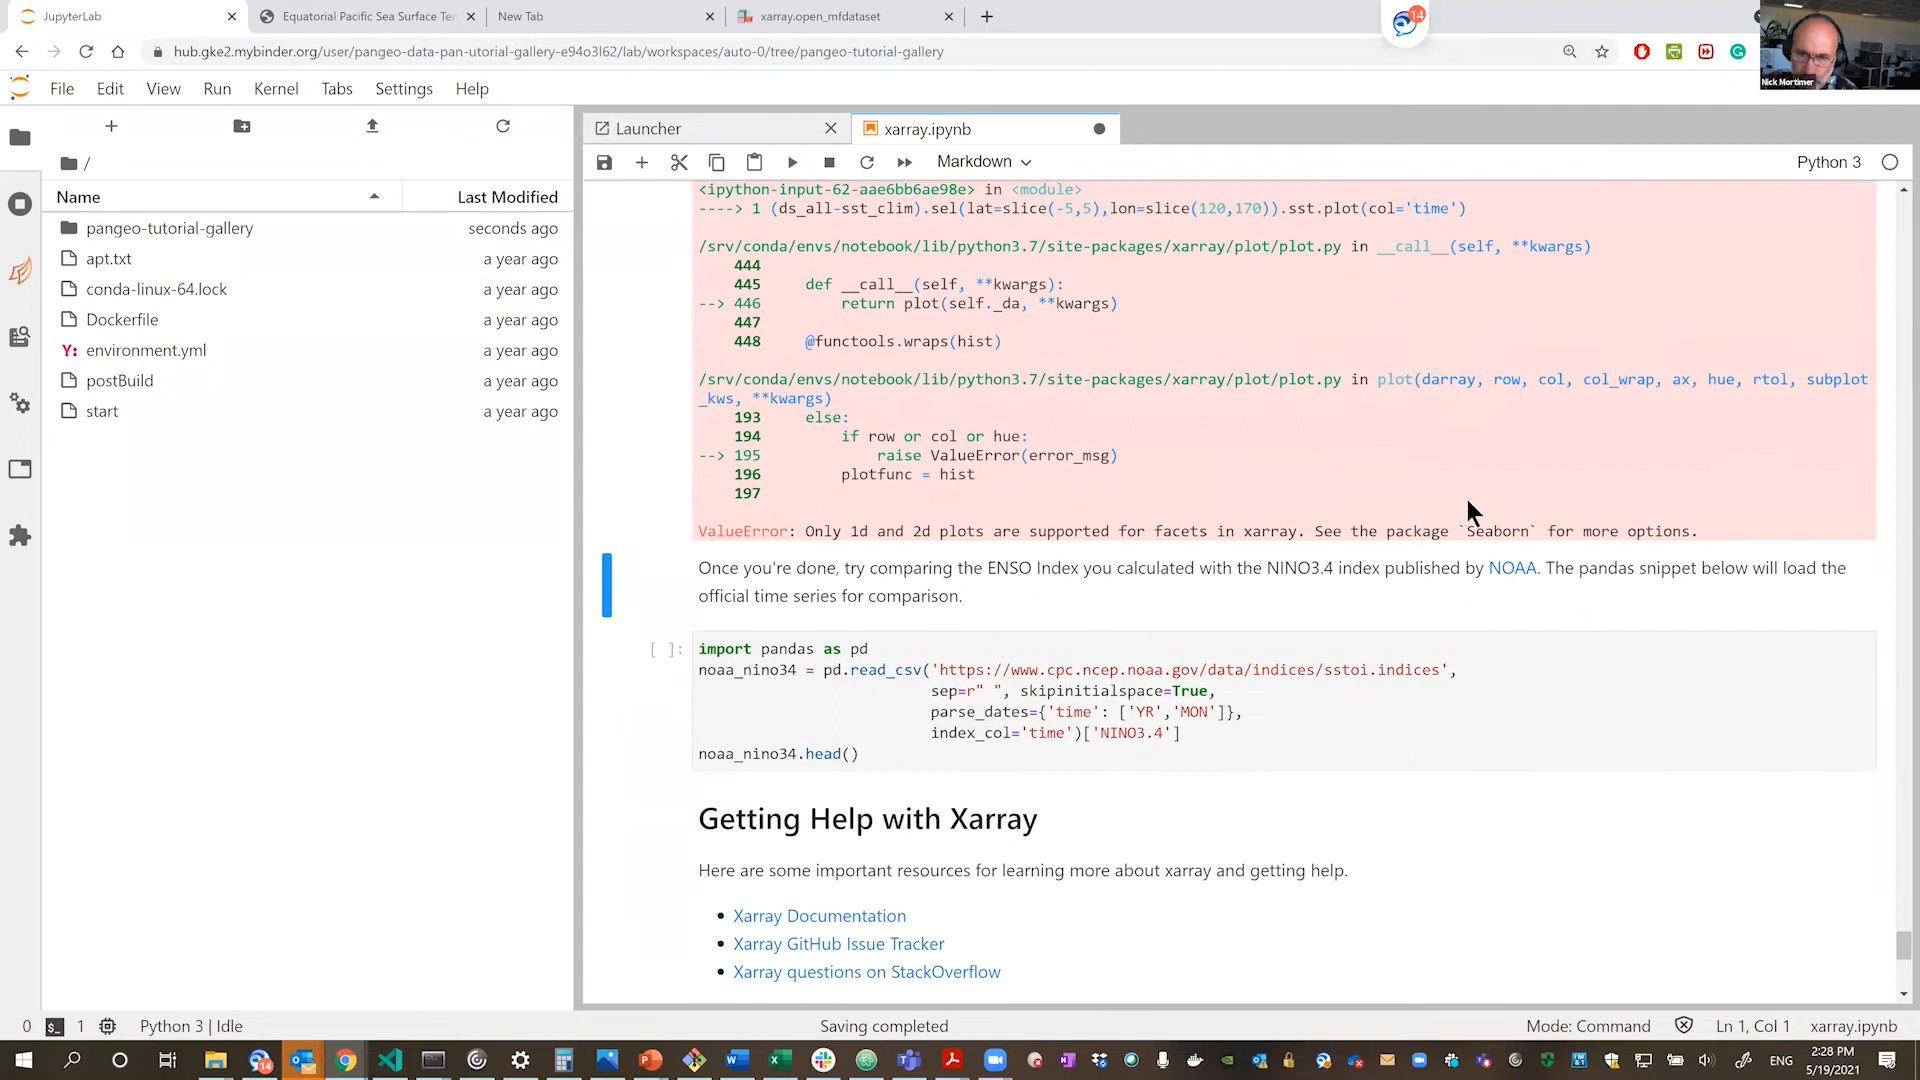 JupyterLab
Equatorial Pacific Sea Surface Ten
New Tab
xarray.open_mfdataset
14
hub.gke2.mybinder.org/user/pangeo-data-pan-utorial-gallery-e94o3l62/lab/workspaces/auto-0/tree/pangeo-tutorial-gallery
Nick Mortimer
File Edit View Run Kernel Tabs Settings Help
Launcher
xarray.ipynb
Markdown
Python 3
/
Name Last Modified
pangeo-tutorial-gallery seconds ago
apt.txt a year ago
conda-linux-64.lock a year ago
Dockerfile a year ago
Y: environment.yml a year ago
postBuild a year ago
start a year ago
<ipython-input-62-aae6bb6ae98e> in <module>
----> 1 (ds_all-sst_clim).sel(lat=slice(-5,5),lon=slice(120,170)).sst.plot(col='time')
/srv/conda/envs/notebook/lib/python3.7/site-packages/xarray/plot/plot.py in __call__(self, **kwargs)
444
445 def __call__(self, **kwargs):
--> 446 return plot(self._da, **kwargs)
447
448 @functools.wraps(hist)
/srv/conda/envs/notebook/lib/python3.7/site-packages/xarray/plot/plot.py in plot(darray, row, col, col_wrap, ax, hue, rtol, subplot
_kws, **kwargs)
193 else:
194 if row or col or hue:
--> 195 raise ValueError(error_msg)
196 plotfunc = hist
197
ValueError: Only 1d and 2d plots are supported for facets in xarray. See the package `Seaborn` for more options.
Once you're done, try comparing the ENSO Index you calculated with the NINO3.4 index published by NOAA. The pandas snippet below will load the
official time series for comparison.
[ ]: import pandas as pd
noaa_nino34 = pd.read_csv('https://www.cpc.ncep.noaa.gov/data/indices/sstoi.indices',
sep=r" ", skipinitialspace=True,
parse_dates={'time': ['YR','MON']},
index_col='time')['NINO3.4']
noaa_nino34.head()
Getting Help with Xarray
Here are some important resources for learning more about xarray and getting help.
• Xarray Documentation
• Xarray GitHub Issue Tracker
• Xarray questions on StackOverflow
0 1 Python 3 | Idle
Saving completed
Mode: Command Ln 1, Col 1 xarray.ipynb
ENG
2:28 PM
5/19/2021